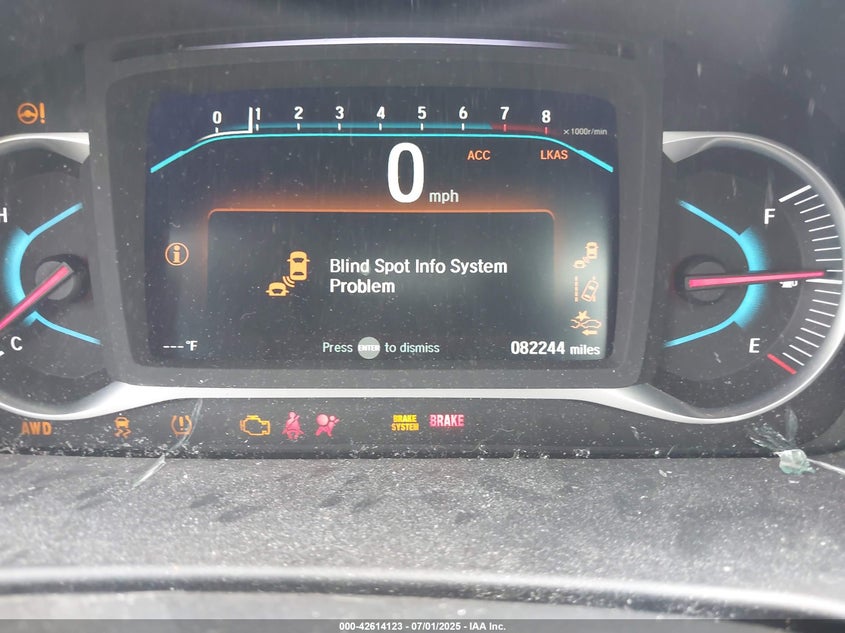 0 1 2 3 4 5 6 7 8
×1000r/min
ACC LKAS
0 mph
H
F
Blind Spot Info System
Problem
C
E
---°F
Press ENTER to dismiss
082244 miles
AWD
BRAKE
SYSTEM
BRAKE
000-42614123 - 07/01/2025 - IAA Inc.